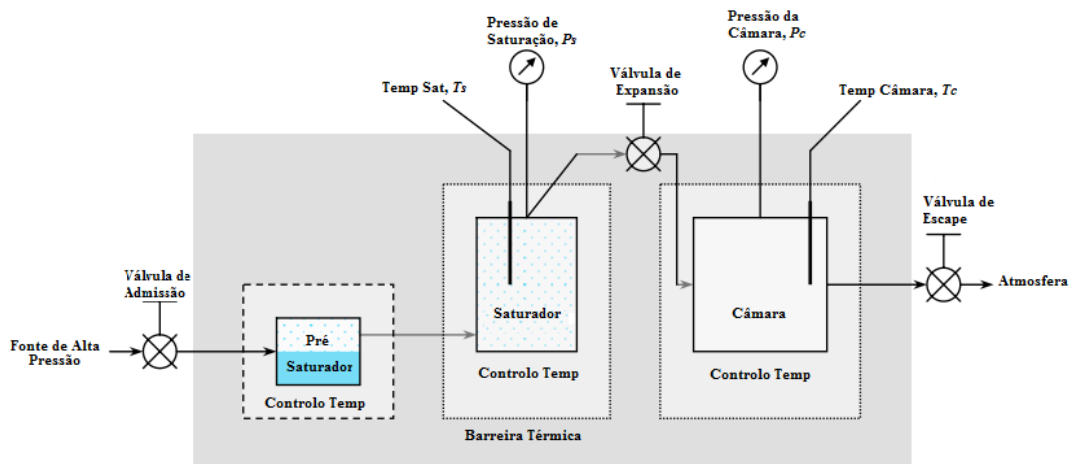 Pressão de
Saturação, Ps
Pressão da
Câmara, Pc
Válvula de
Expansão
Temp Sat, Ts
Temp Câmara, Tc
Válvula de
Escape
Válvula de
Admissão
Atmosfera
Saturador
Câmara
Pré
Saturador
Fonte de Alta
Pressão
Controlo Temp
Controlo Temp
Controlo Temp
Barreira Térmica